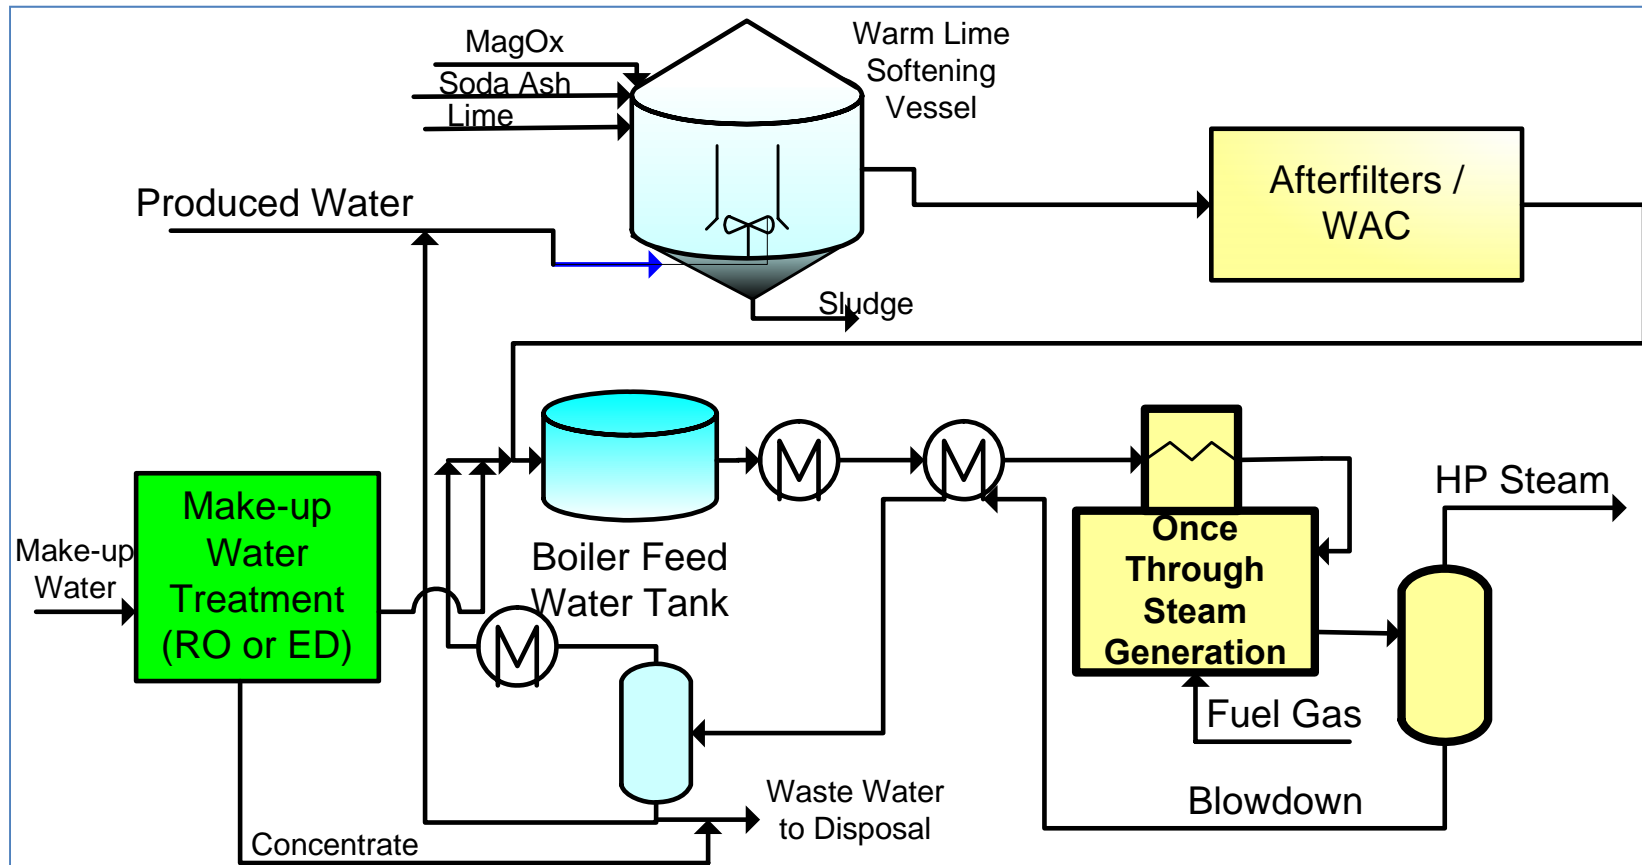 MagOx
Soda Ash
Lime
Warm Lime
Softening
Vessel
Produced Water
Afterfilters /
WAC
Sludge
Make-up
Water
Make-up
Water
Treatment
(RO or ED)
Boiler Feed
Water Tank
Once
Through
Steam
Generation
HP Steam
Fuel Gas
Blowdown
Waste Water
to Disposal
Concentrate